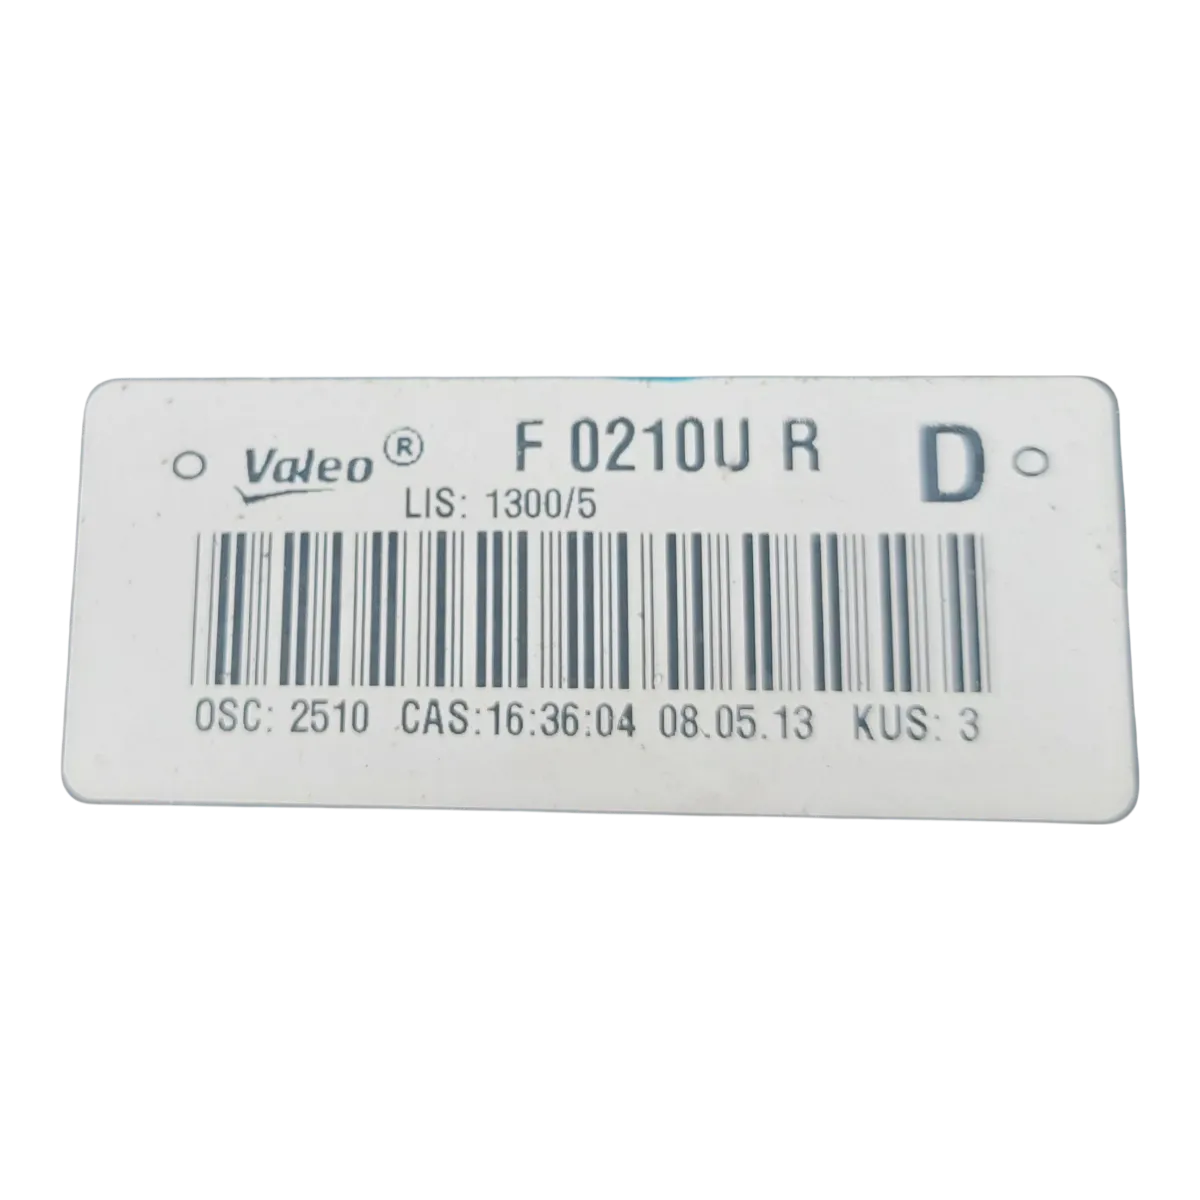 Valeo ® F 0210U R D
LIS: 1300/5
OSC: 2510 CAS:16:36:04 08.05.13 KUS: 3